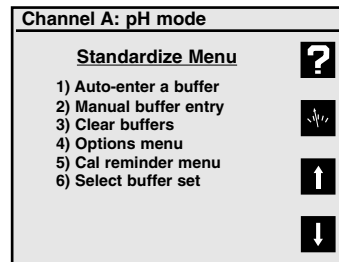 Channel A: pH mode
Standardize Menu
1) Auto-enter a buffer
2) Manual buffer entry
3) Clear buffers
4) Options menu
5) Cal reminder menu
6) Select buffer set
?